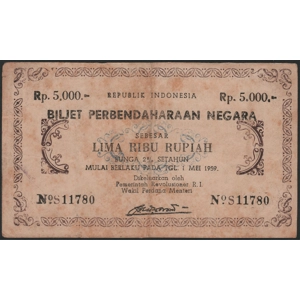 REPUBLIK INDONESIA
Rp. 5,000.- Rp. 5.000.-
BILJET PERBENDAHARAAN NEGARA
SEBESAR
LIMA RIBU RUPIAH
BUNGA 2% SETAHUN
MULAI BERLAKU PADA TGL. 1 MEI 1959.
Dikeluarkan oleh
Pemerintah Revolusioner R.I
Wakil Perdana Menteri
NoS11780 NoS11780